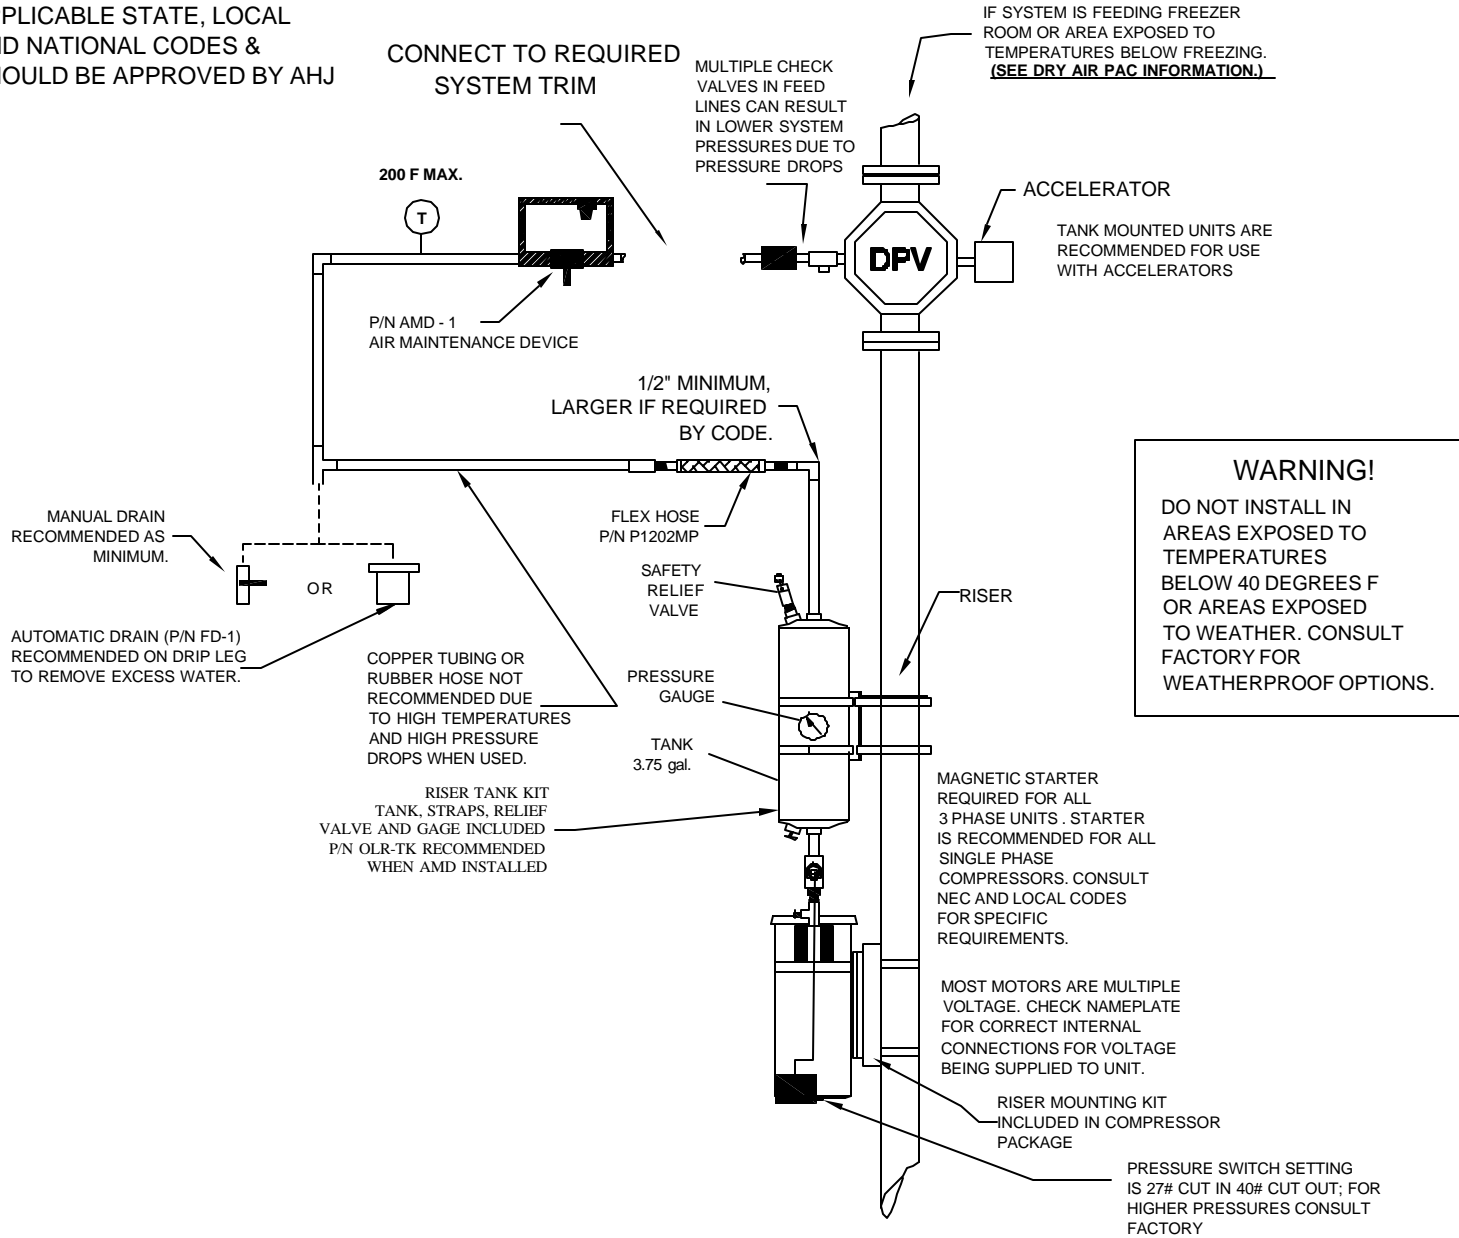 PPLICABLE STATE, LOCAL
ND NATIONAL CODES &
HOULD BE APPROVED BY AHJ
CONNECT TO REQUIRED
SYSTEM TRIM
IF SYSTEM IS FEEDING FREEZER
ROOM OR AREA EXPOSED TO
TEMPERATURES BELOW FREEZING.
(SEE DRY AIR PAC INFORMATION.)
MULTIPLE CHECK
VALVES IN FEED
LINES CAN RESULT
IN LOWER SYSTEM
PRESSURES DUE TO
PRESSURE DROPS
200 F MAX.
T
ACCELERATOR
TANK MOUNTED UNITS ARE
RECOMMENDED FOR USE
WITH ACCELERATORS
DPV
P/N AMD - 1
AIR MAINTENANCE DEVICE
1/2" MINIMUM,
LARGER IF REQUIRED
BY CODE.
WARNING!
DO NOT INSTALL IN
AREAS EXPOSED TO
TEMPERATURES
BELOW 40 DEGREES F
OR AREAS EXPOSED
TO WEATHER. CONSULT
FACTORY FOR
WEATHERPROOF OPTIONS.
MANUAL DRAIN
RECOMMENDED AS
MINIMUM.
OR
FLEX HOSE
P/N P1202MP
SAFETY
RELIEF
VALVE
RISER
AUTOMATIC DRAIN (P/N FD-1)
RECOMMENDED ON DRIP LEG
TO REMOVE EXCESS WATER.
COPPER TUBING OR
RUBBER HOSE NOT
RECOMMENDED DUE
TO HIGH TEMPERATURES
AND HIGH PRESSURE
DROPS WHEN USED.
PRESSURE
GAUGE
TANK
3.75 gal.
RISER TANK KIT
TANK, STRAPS, RELIEF
VALVE AND GAGE INCLUDED
P/N OLR-TK RECOMMENDED
WHEN AMD INSTALLED
MAGNETIC STARTER
REQUIRED FOR ALL
3 PHASE UNITS . STARTER
IS RECOMMENDED FOR ALL
SINGLE PHASE
COMPRESSORS. CONSULT
NEC AND LOCAL CODES
FOR SPECIFIC
REQUIREMENTS.
MOST MOTORS ARE MULTIPLE
VOLTAGE. CHECK NAMEPLATE
FOR CORRECT INTERNAL
CONNECTIONS FOR VOLTAGE
BEING SUPPLIED TO UNIT.
RISER MOUNTING KIT
INCLUDED IN COMPRESSOR
PACKAGE
PRESSURE SWITCH SETTING
IS 27# CUT IN 40# CUT OUT; FOR
HIGHER PRESSURES CONSULT
FACTORY